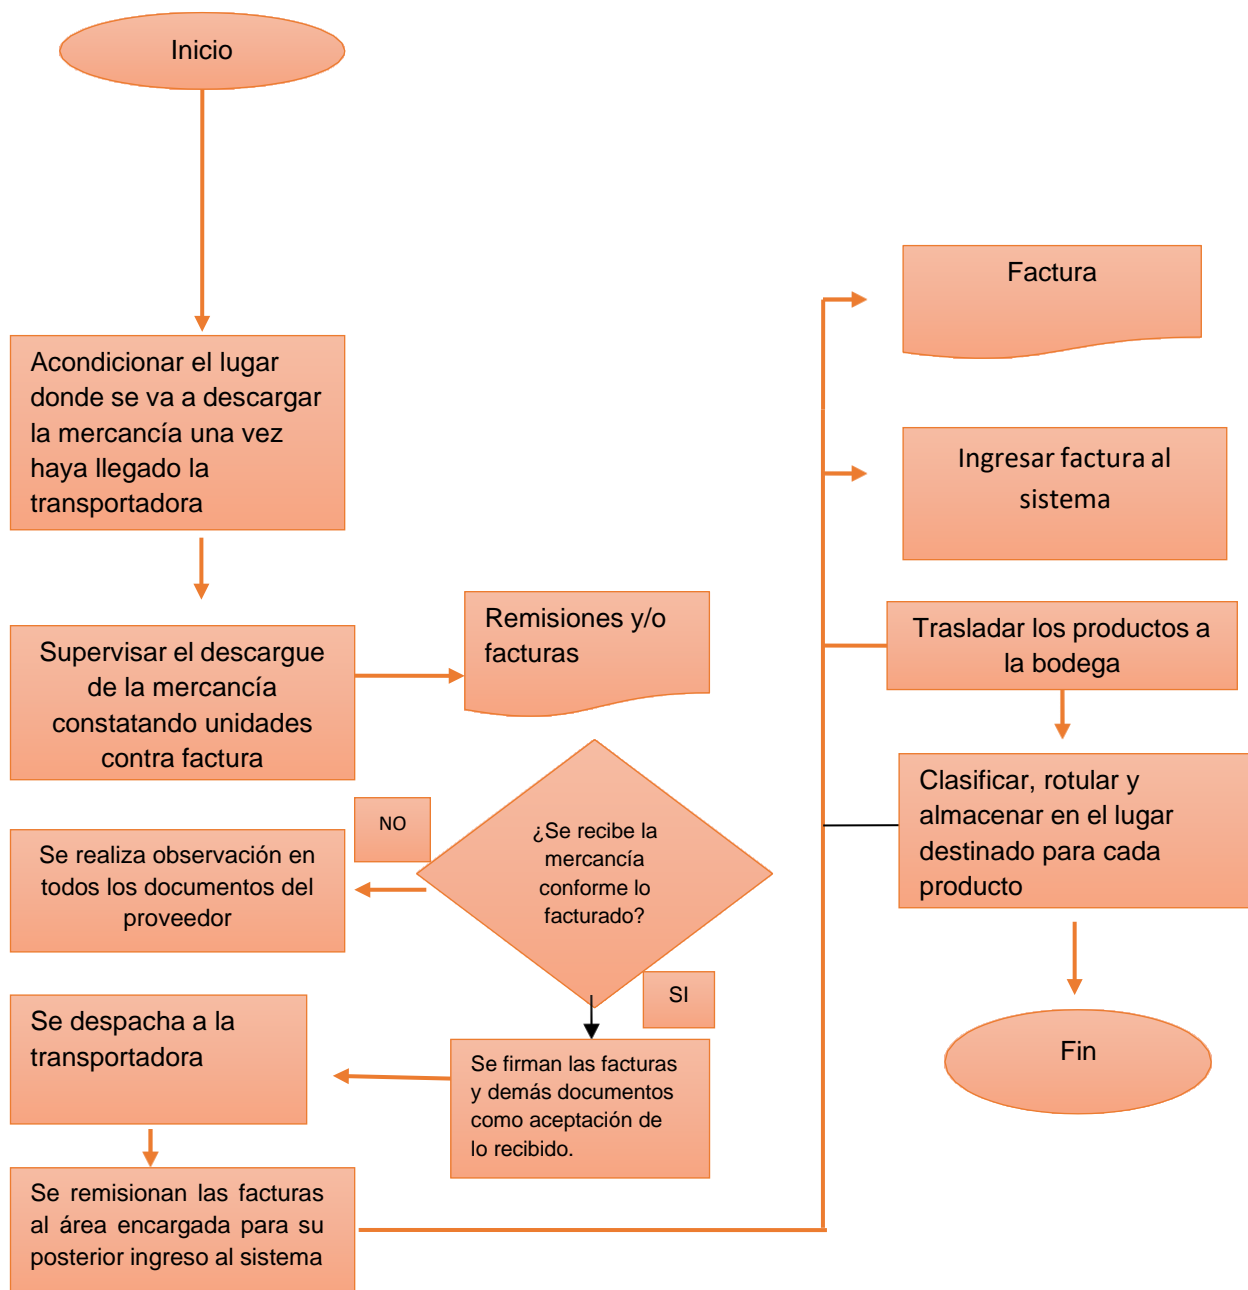 Inicio
Acondicionar el lugar
donde se va a descargar
la mercancía una vez
haya llegado la
transportadora
Supervisar el descargue
de la mercancía
constatando unidades
contra factura
Remisiones y/o
facturas
¿Se recibe la
mercancía
conforme lo
facturado?
NO
Se realiza observación en
todos los documentos del
proveedor
SI
Se firman las facturas
y demás documentos
como aceptación de
lo recibido.
Se despacha a la
transportadora
Se remisionan las facturas
al área encargada para su
posterior ingreso al sistema
Factura
Ingresar factura al
sistema
Trasladar los productos a
la bodega
Clasificar, rotular y
almacenar en el lugar
destinado para cada
producto
Fin